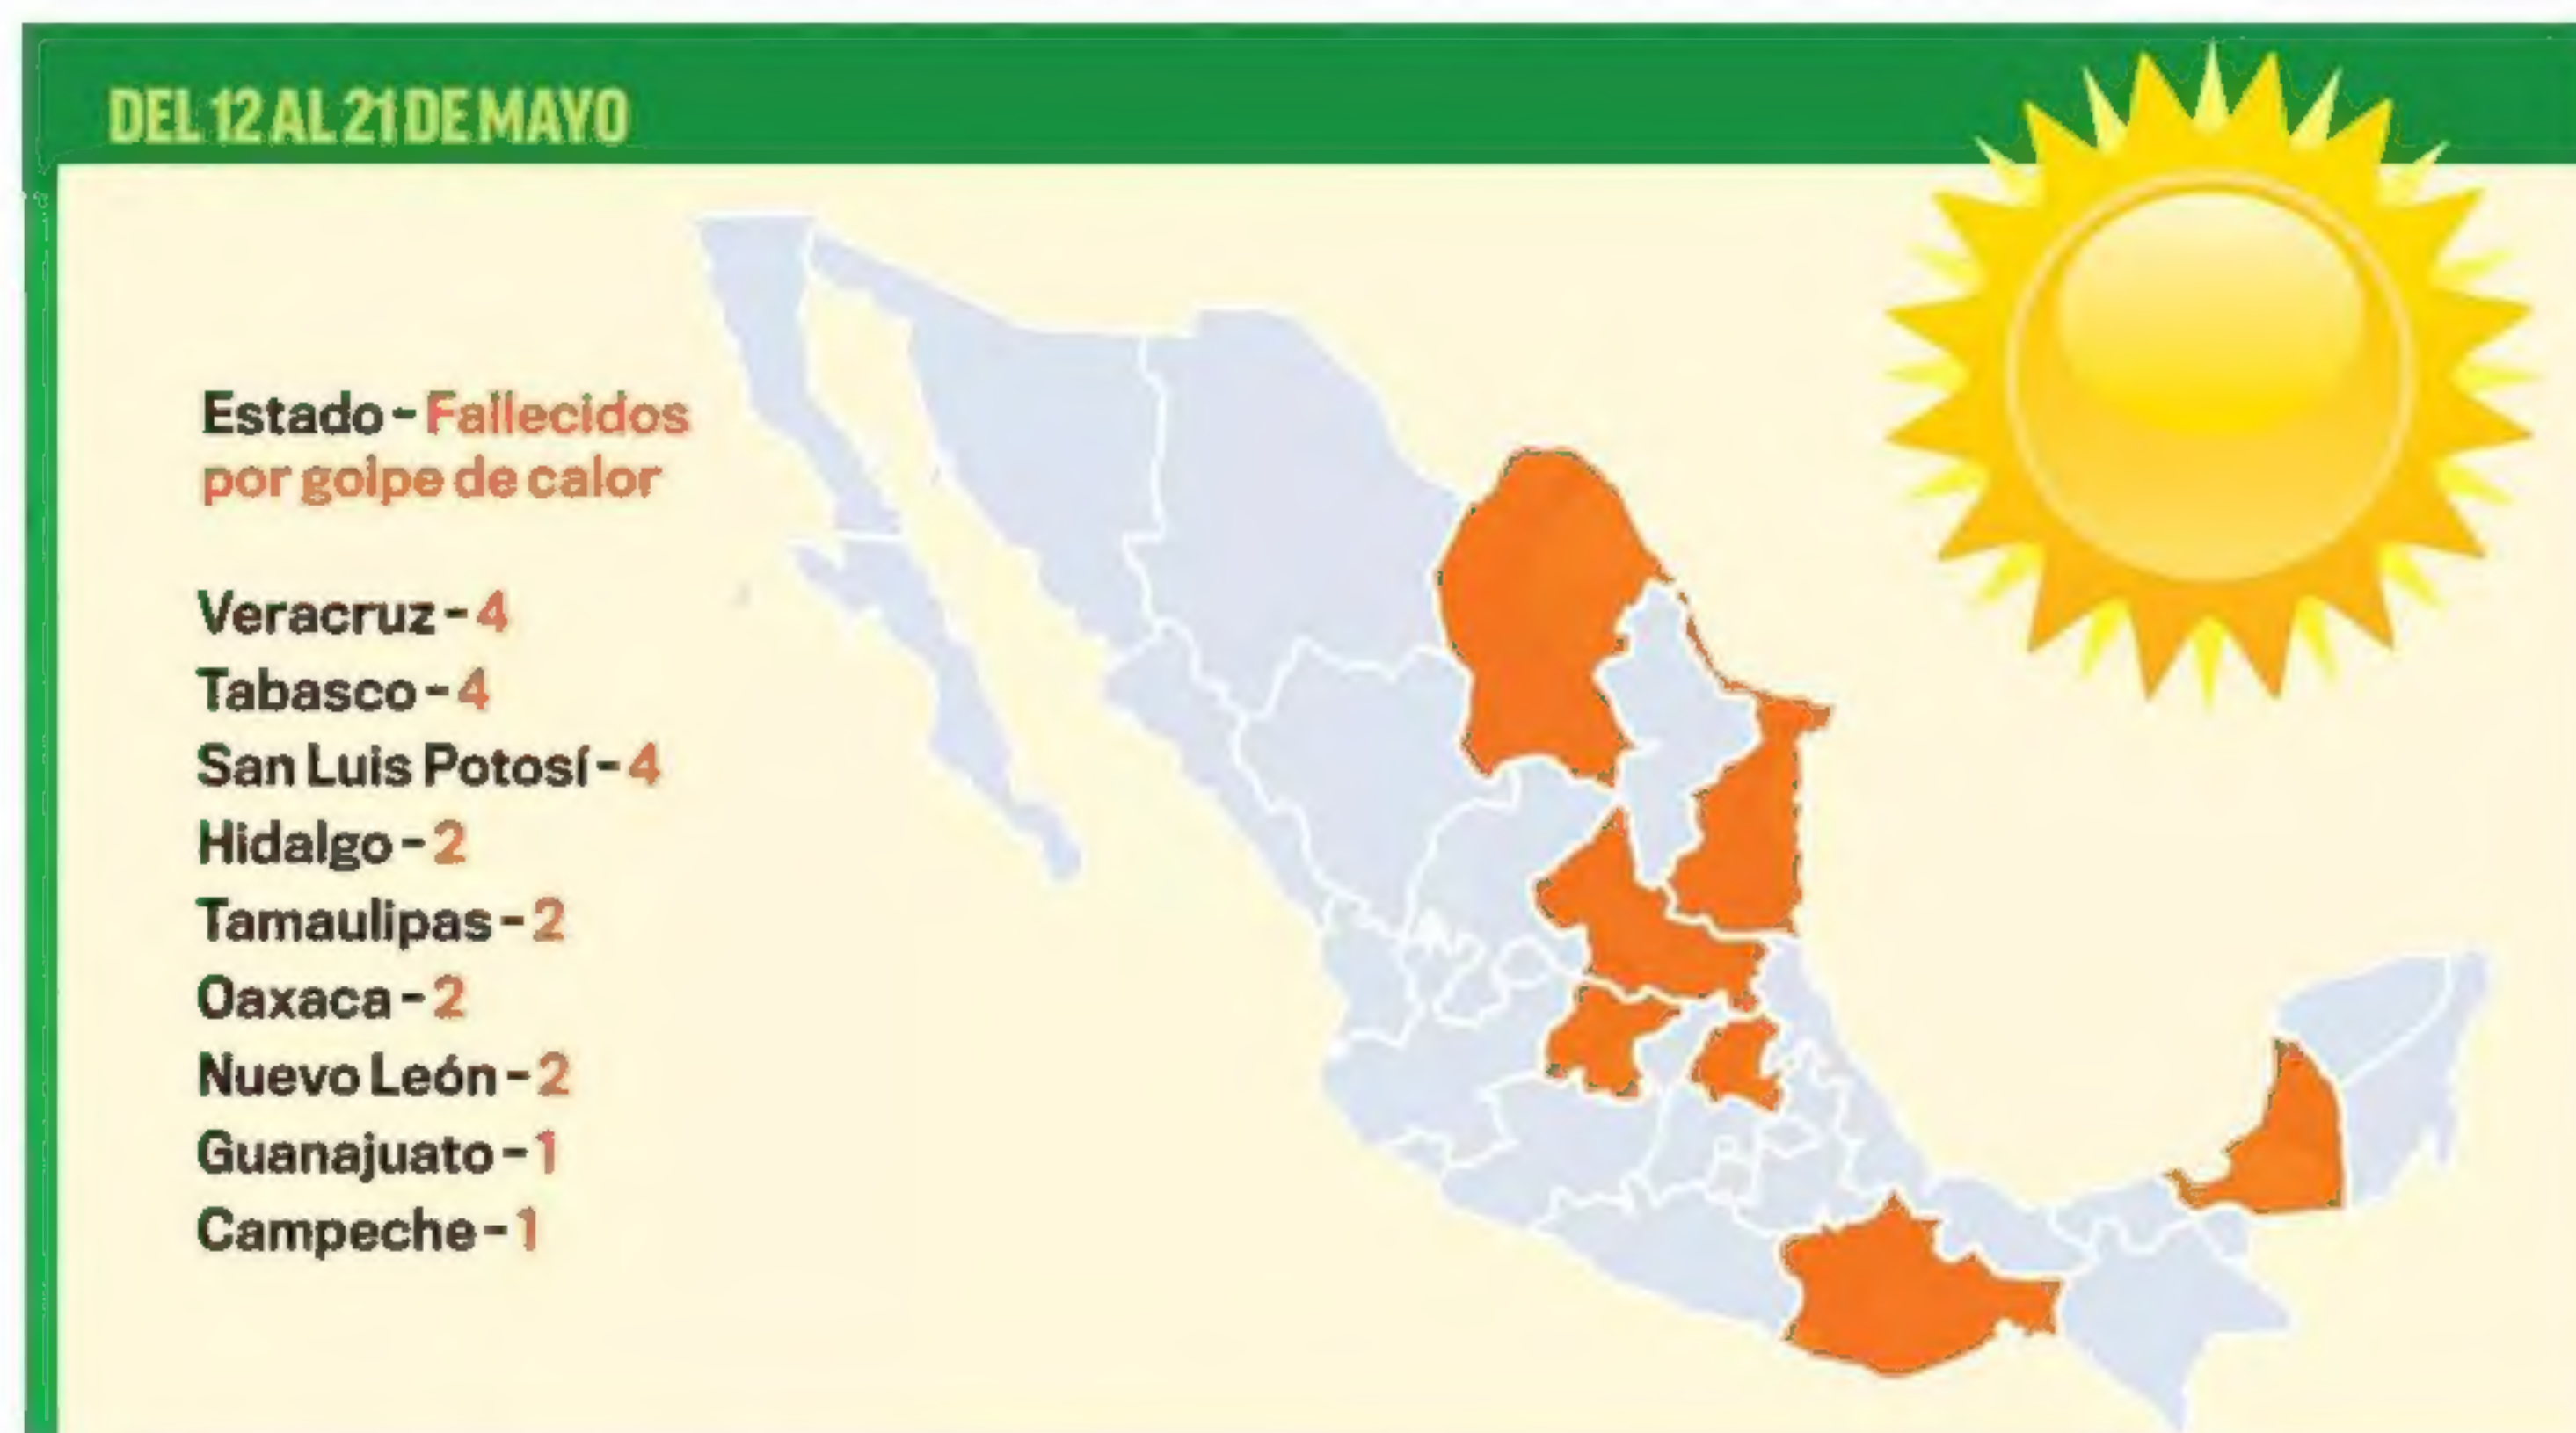 DEL 12 AL 21 DE MAYO
Estado - Fallecidos
por golpe de calor
Veracruz - 4
Tabasco - 4
San Luis Potosí - 4
Hidalgo - 2
Tamaulipas - 2
Oaxaca - 2
Nuevo León - 2
Guanajuato - 1
Campeche - 1